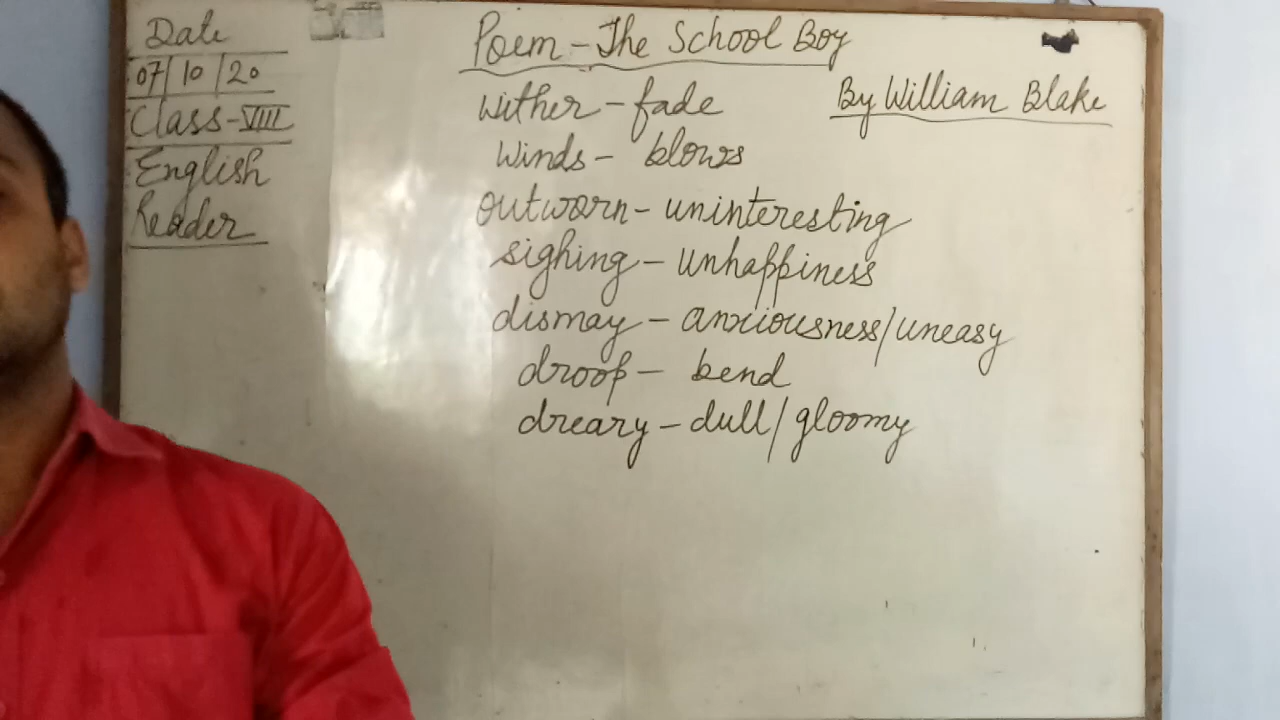 Date
07/10/20
Class-VIII
English
Reader
Poem - The School Boy
By William Blake
wither - fade
Winds - blows
outworn - uninteresting
sighing - unhappiness
dismay - anxiousness/uneasy
droop - bend
dreary - dull/gloomy